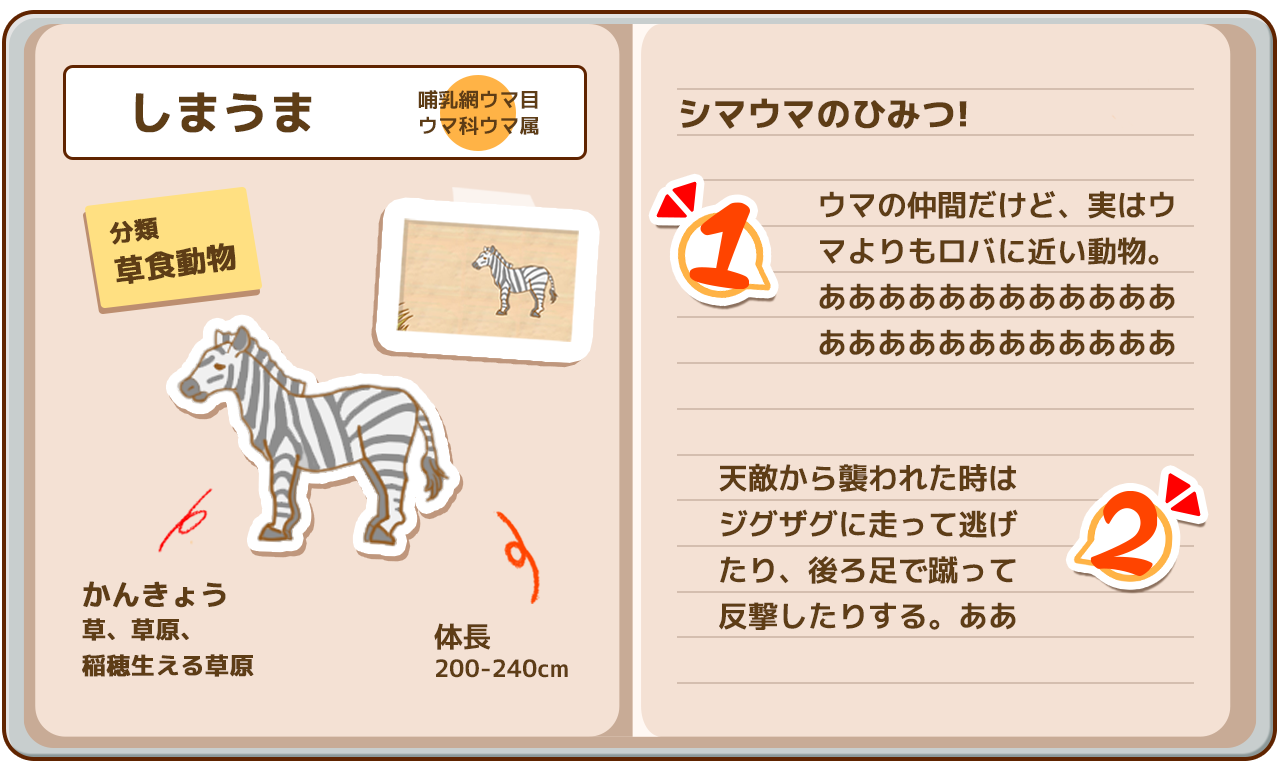 しまうま
哺乳網ウマ目
ウマ科ウマ属
分類
草食動物
かんきょう
草、草原、
稲穂生える草原
体長
200-240cm
シマウマのひみつ!
1
ウマの仲間だけど、実はウ
マよりもロバに近い動物。
ああああああああああああ
ああああああああああああ
天敵から襲われた時は
ジグザグに走って逃げ
たり、後ろ足で蹴って
反撃したりする。ああ
2